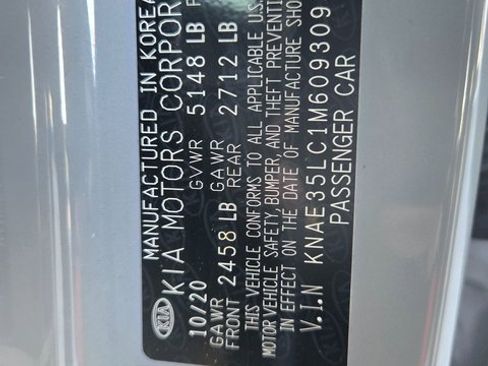 MANUFACTURED IN KOREA
KIA KIA MOTORS CORPOR
10/20 GVWR 5148 LB
GAWR GAWR
FRONT 2458 LB REAR 2712 LB
THIS VEHICLE CONFORMS TO ALL APPLICABLE U.S.
MOTOR VEHICLE SAFETY, BUMPER, AND THEFT PREVENTI
IN EFFECT ON THE DATE OF MANUFACTURE SHO
V.I.N KNAE35LC1M609309
PASSENGER CAR